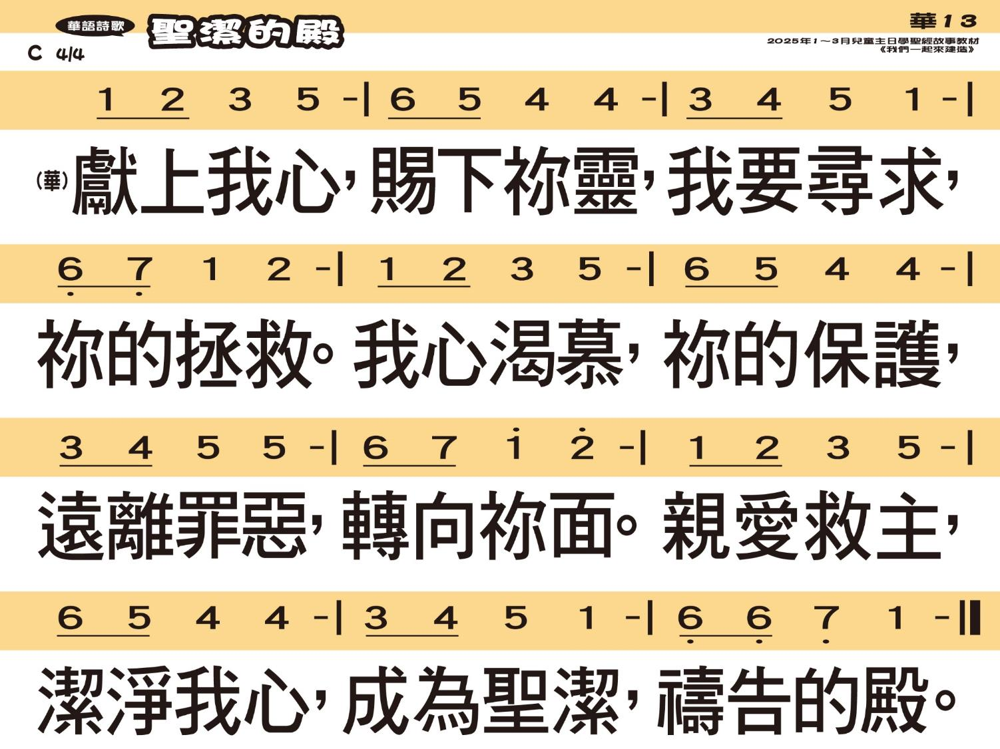 華語詩歌 聖潔的殿 華13
C 4/4 2025年1～3月兒童主日學聖經故事教材
《我們一起來建造》
1 2 3 5 -| 6 5 4 4 -| 3 4 5 1 -|
(華)獻上我心，賜下祢靈，我要尋求，
6̣ 7̣ 1 2 -| 1 2 3 5 -| 6 5 4 4 -|
祢的拯救。我心渴慕，祢的保護，
3 4 5 5 -| 6 7 1̇ 2̇ -| 1 2 3 5 -|
遠離罪惡，轉向祢面。親愛救主，
6 5 4 4 -| 3 4 5 1 -| 6̣ 6̣ 7̣ 1 -‖
潔淨我心，成為聖潔，禱告的殿。